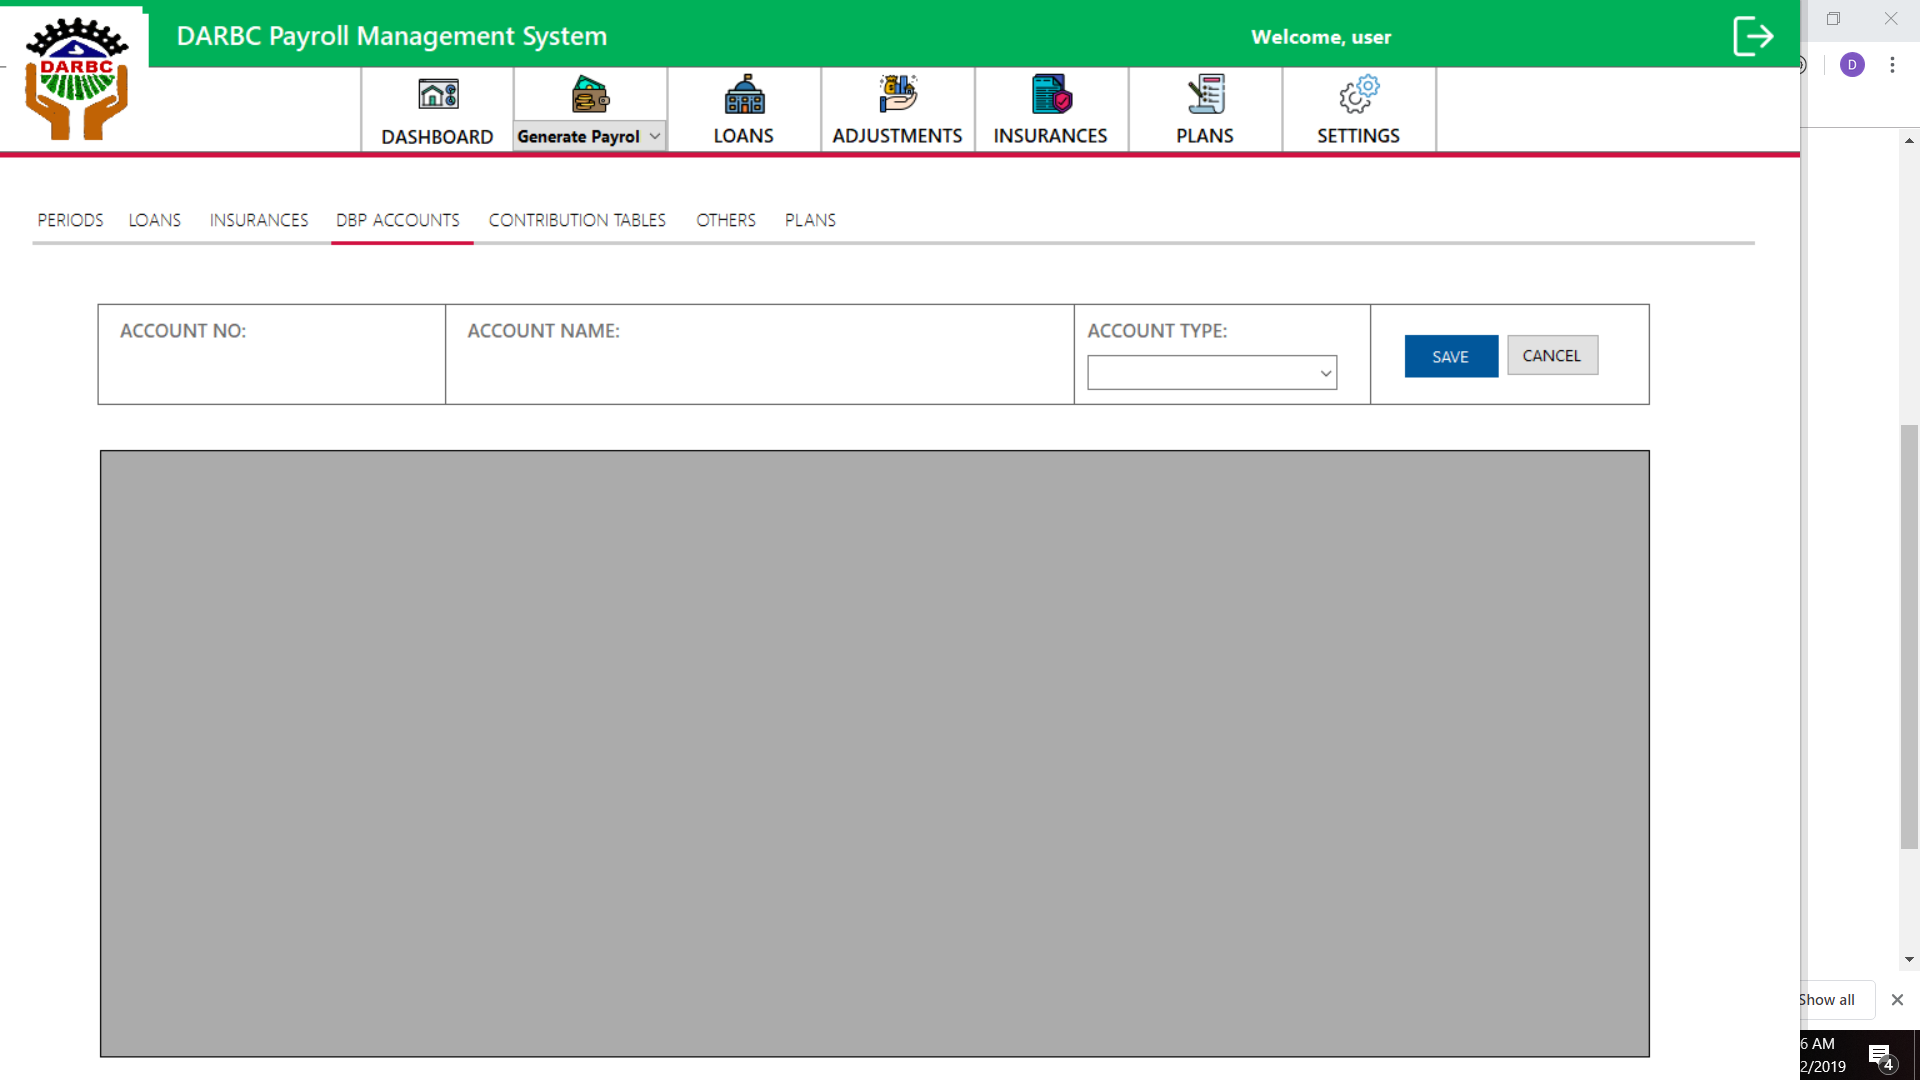 DARBC Payroll Management System
Welcome, user
DARBC
D
DASHBOARD
Generate Payrol
LOANS
ADJUSTMENTS
INSURANCES
PLANS
SETTINGS
PERIODS LOANS INSURANCES DBP ACCOUNTS CONTRIBUTION TABLES OTHERS PLANS
ACCOUNT NO:
ACCOUNT NAME:
ACCOUNT TYPE:
SAVE
CANCEL
Show all
6 AM
2/2019
4